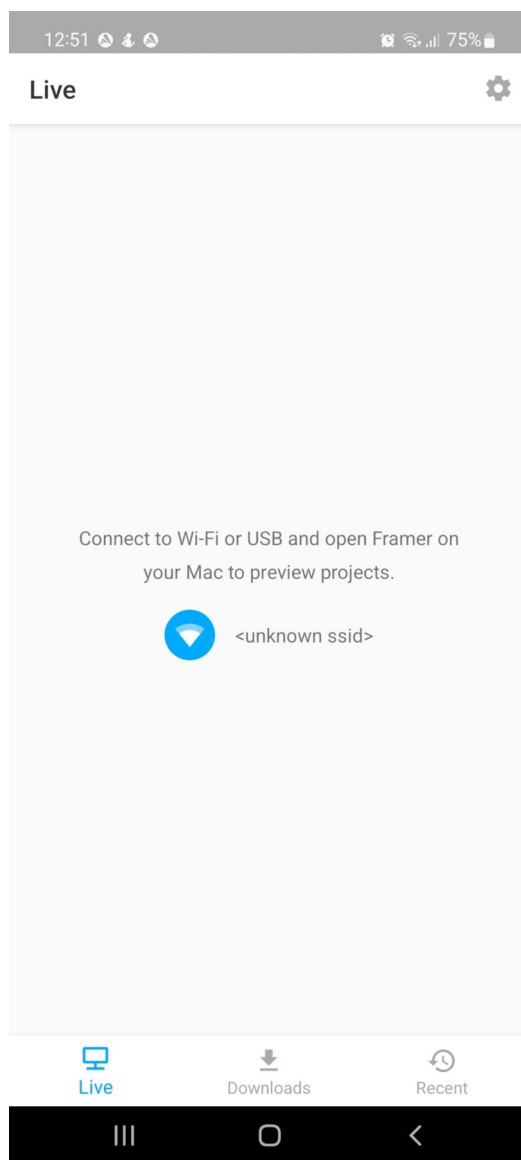 12:51
75%
Live
Connect to Wi-Fi or USB and open Framer on
your Mac to preview projects.
<unknown ssid>
Live
Downloads
Recent